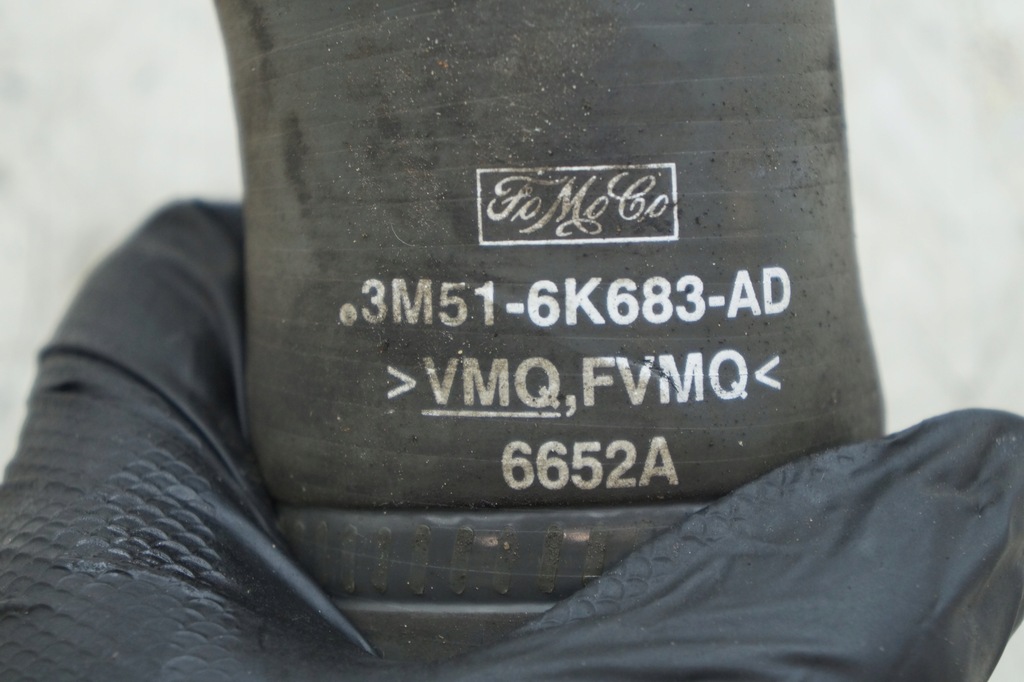 FoMoCo
.3M51-6K683-AD
>VMQ,FVMQ<
6652A